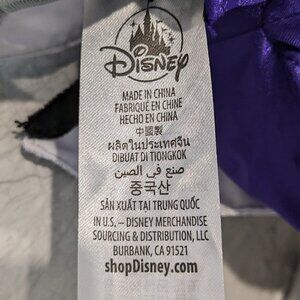 Disney
MADE IN CHINA
FABRIQUÉ EN CHINE
HECHO EN CHINA
中國製
ผลิตในประเทศจีน
DIBUAT DI TIONGKOK
صنع في الصين
중국산
SẢN XUẤT TẠI TRUNG QUỐC
IN U.S. – DISNEY MERCHANDISE
SOURCING & DISTRIBUTION, LLC
BURBANK, CA 91521
shopDisney.com